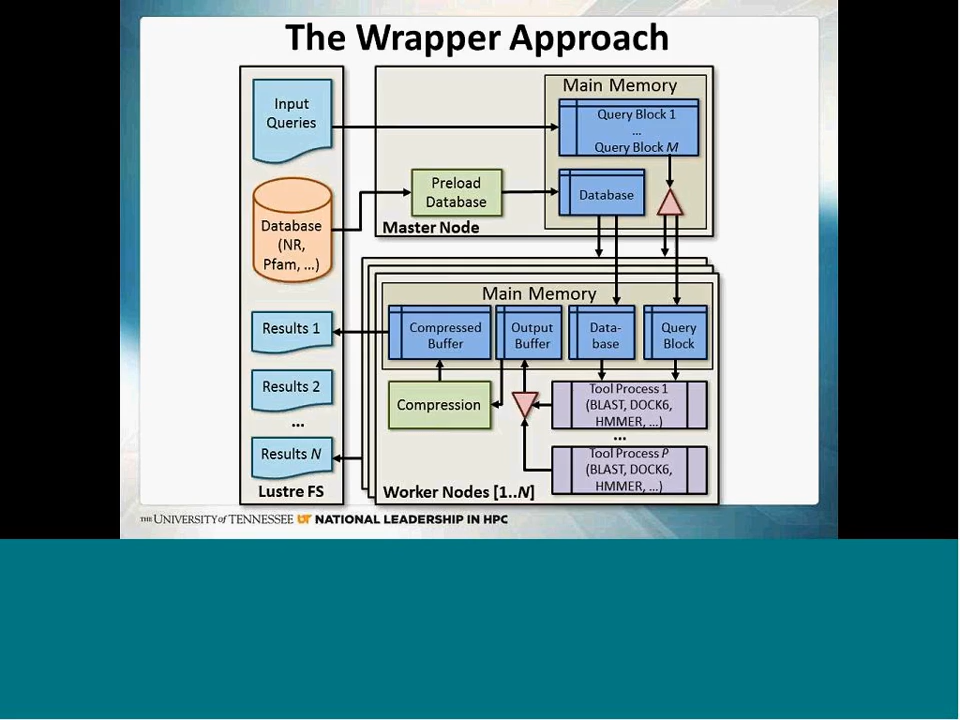 The Wrapper Approach
Input
Queries
Main Memory
Query Block 1
...
Query Block M
Preload
Database
Database
Database
(NR,
Pfam, ...)
Master Node
Main Memory
Results 1
Compressed
Buffer
Output
Buffer
Data-
base
Query
Block
Results 2
...
Compression
Tool Process 1
(BLAST, DOCK6,
HMMER, ...)
...
Results N
Tool Process P
(BLAST, DOCK6,
HMMER, ...)
Lustre FS
Worker Nodes [1..N]
THE UNIVERSITY of TENNESSEE UT NATIONAL LEADERSHIP IN HPC